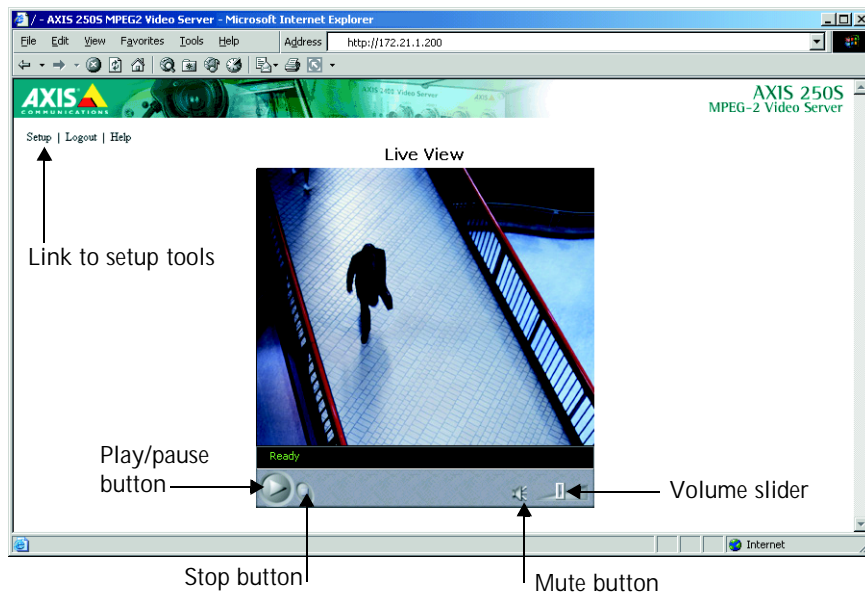 / - AXIS 250S MPEG2 Video Server - Microsoft Internet Explorer
File Edit View Favorites Tools Help Address http://172.21.1.200
AXIS
COMMUNICATIONS
AXIS 250S
MPEG-2 Video Server
Setup | Logout | Help
Live View
Link to setup tools
Ready
Play/pause
button
Volume slider
Internet
Stop button
Mute button